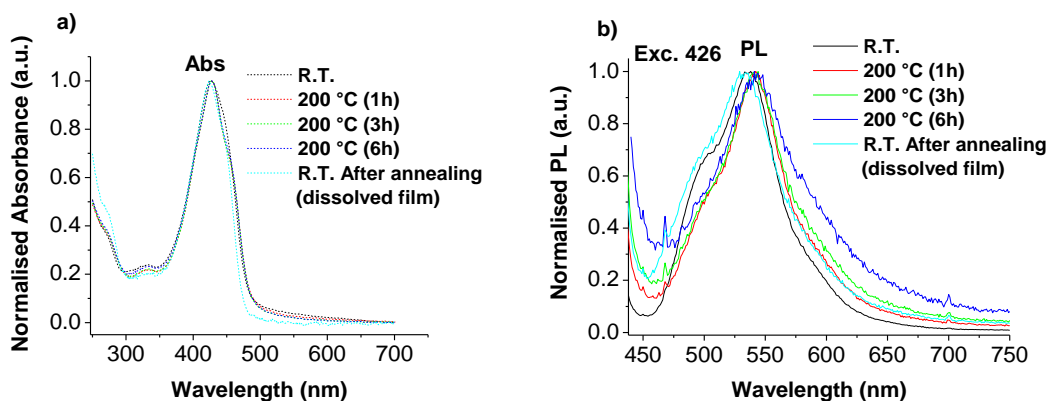 a)
Abs
R.T.
200 °C (1h)
200 °C (3h)
200 °C (6h)
R.T. After annealing
(dissolved film)
Normalised Absorbance (a.u.)
1.0
0.8
0.6
0.4
0.2
0.0
300 400 500 600 700
Wavelength (nm)
b)
Exc. 426
PL
R.T.
200 °C (1h)
200 °C (3h)
200 °C (6h)
R.T. After annealing
(dissolved film)
Normalised PL (a.u.)
1.0
0.8
0.6
0.4
0.2
0.0
450 500 550 600 650 700 750
Wavelength (nm)